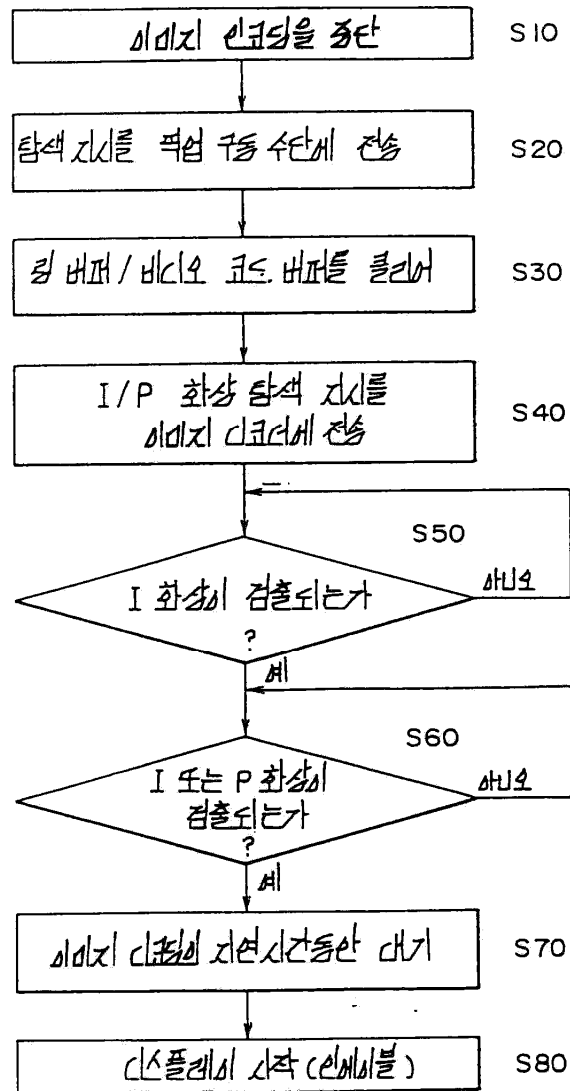 이미지 인코딩을 중단
S10
탐색 지시를 픽업 구동 수단에 전송
S20
링 버퍼 / 비디오 코드 버퍼를 클리어
S30
I/P 화상 탐색 지시를
이미지 디코더에 전송
S40
S50
I 화상이 검출되는가
?
아니오
예
S60
I 또는 P 화상이
검출되는가
?
아니오
예
이미지 디코딩의 지연시간동안 대기
S70
디스플레이 시작 (인에이블)
S80